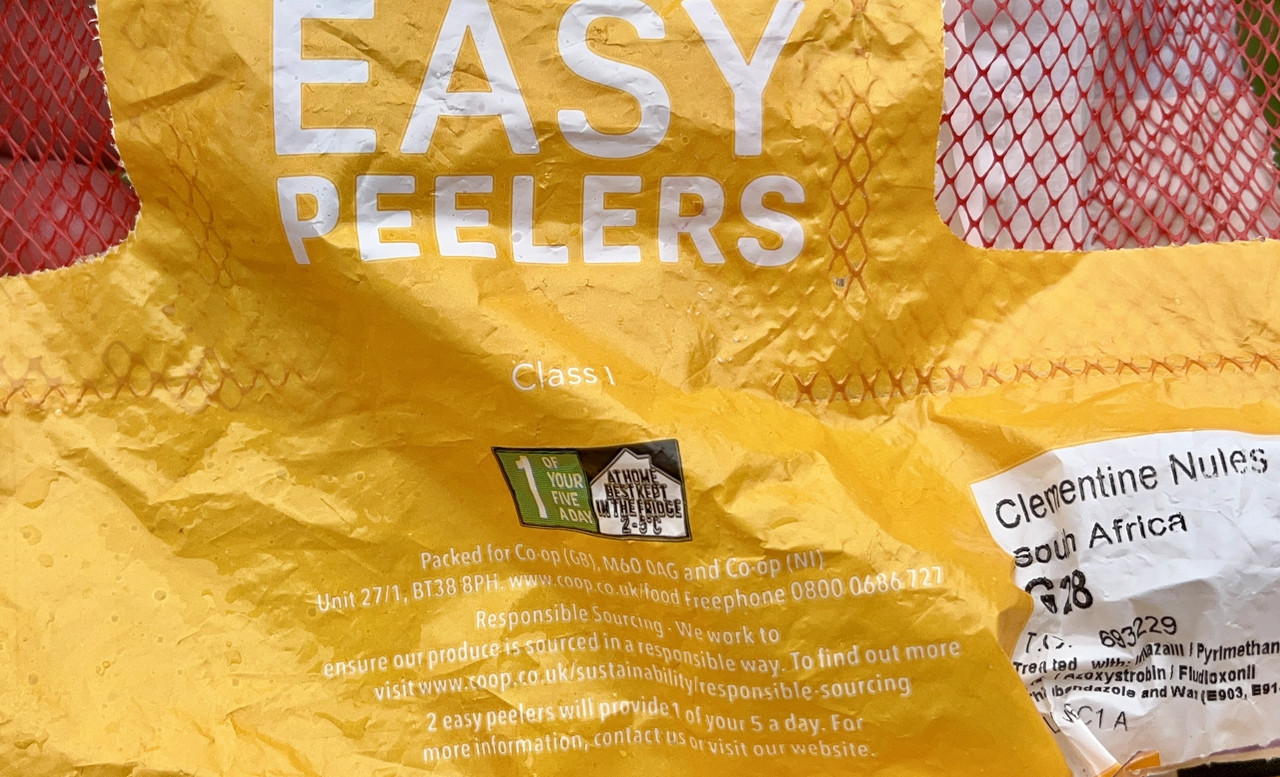 EASY
PEELERS
Class 1
1 OF
YOUR
FIVE
A DAY
AT HOME
BEST KEPT
IN THE FRIDGE
2-5°C
Packed for Co-op (GB), M60 0AG and Co-op (NI)
Unit 27/1, BT38 8PH. www.coop.co.uk/food Freephone 0800 0686 727
Responsible Sourcing - We work to
ensure our produce is sourced in a responsible way. To find out more
visit www.coop.co.uk/sustainability/responsible-sourcing
2 easy peelers will provide 1 of your 5 a day. For
more information, contact us or visit our website.
Clementine Nules
South Africa
693229
Treated with: / Pyrimethan
/ Azoxystrobin / Fludioxonil
and Wax (E903, E91